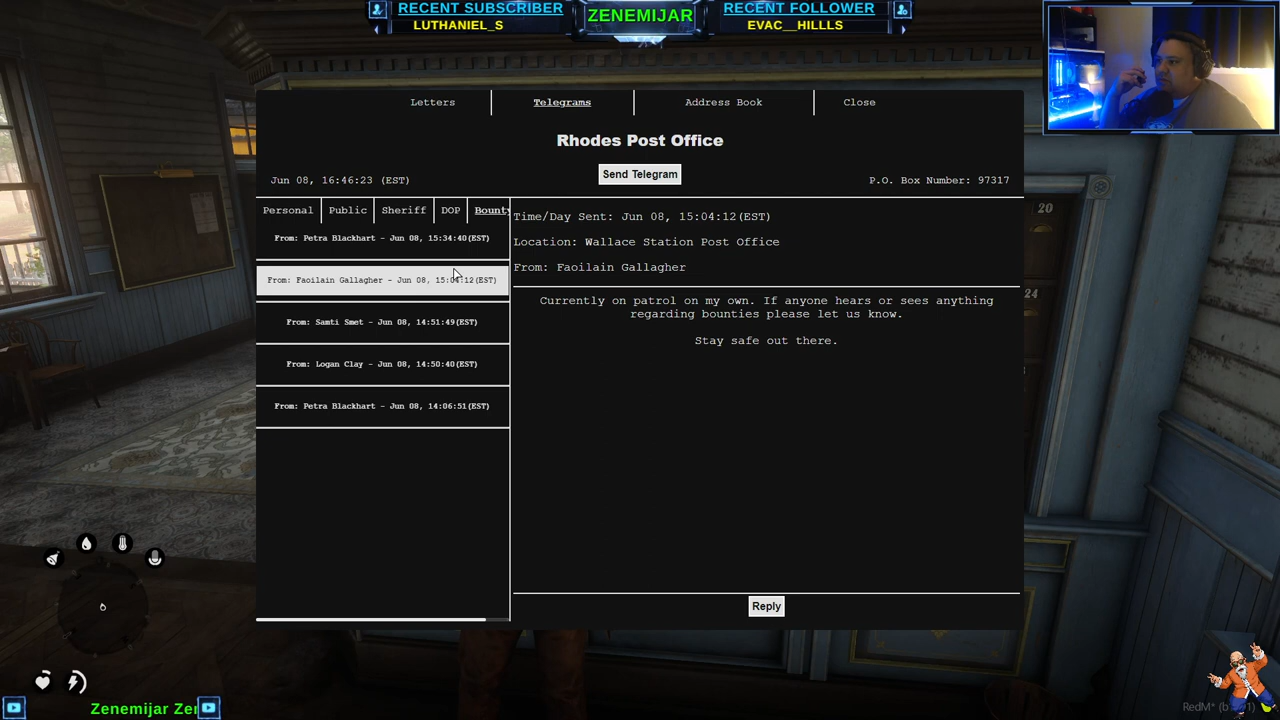 RECENT SUBSCRIBER
LUTHANIEL_S
ZENEMIJAR
RECENT FOLLOWER
EVAC__HILLLS
Letters
Telegrams
Address Book
Close
Rhodes Post Office
Jun 08, 16:46:23 (EST)
Send Telegram
P.O. Box Number: 97317
Personal
Public
Sheriff
DOP
Bounty
From: Petra Blackhart - Jun 08, 15:34:40(EST)
From: Faoilain Gallagher - Jun 08, 15:04:12(EST)
From: Samti Smet - Jun 08, 14:51:49(EST)
From: Logan Clay - Jun 08, 14:50:40(EST)
From: Petra Blackhart - Jun 08, 14:06:51(EST)
Time/Day Sent: Jun 08, 15:04:12(EST)
Location: Wallace Station Post Office
From: Faoilain Gallagher
Currently on patrol on my own. If anyone hears or sees anything
regarding bounties please let us know.
Stay safe out there.
Reply
20
24
Zenemijar Zer
RedM*